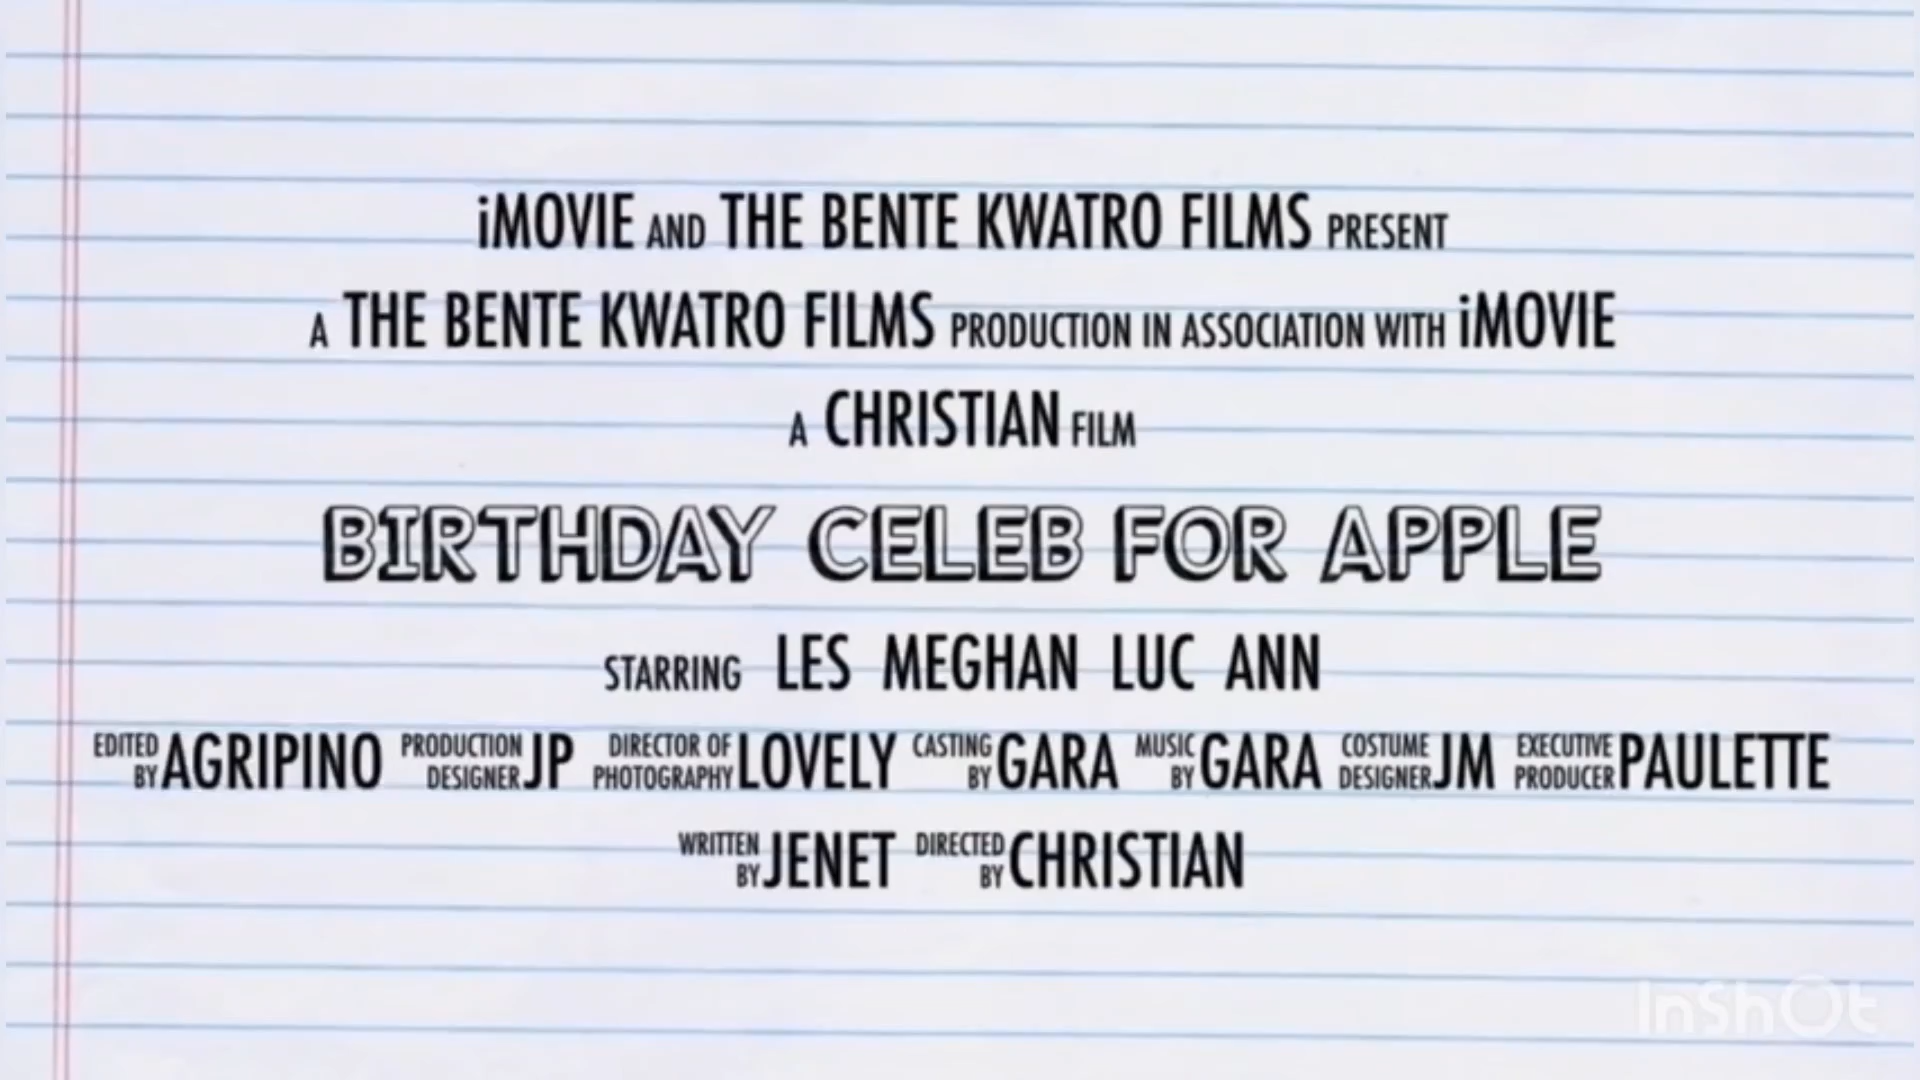 iMOVIE AND THE BENTE KWATRO FILMS PRESENT
A THE BENTE KWATRO FILMS PRODUCTION IN ASSOCIATION WITH iMOVIE
A CHRISTIAN FILM
BIRTHDAY CELEB FOR APPLE
STARRING LES MEGHAN LUC ANN
EDITED BY AGRIPINO PRODUCTION DESIGNER JP DIRECTOR OF PHOTOGRAPHY LOVELY CASTING BY GARA MUSIC BY GARA COSTUME DESIGNER JM EXECUTIVE PRODUCER PAULETTE
WRITTEN BY JENET DIRECTED BY CHRISTIAN
InShOt